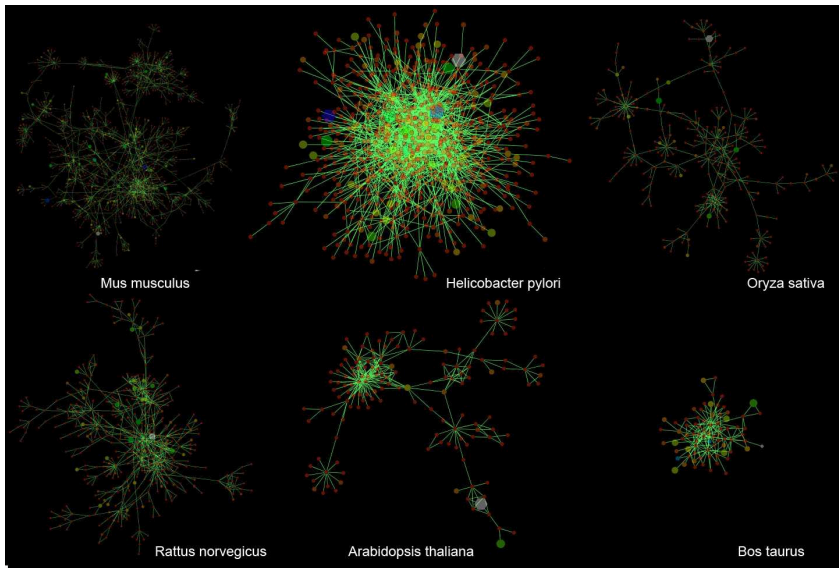 Mus musculus
Helicobacter pylori
Oryza sativa
Rattus norvegicus
Arabidopsis thaliana
Bos taurus